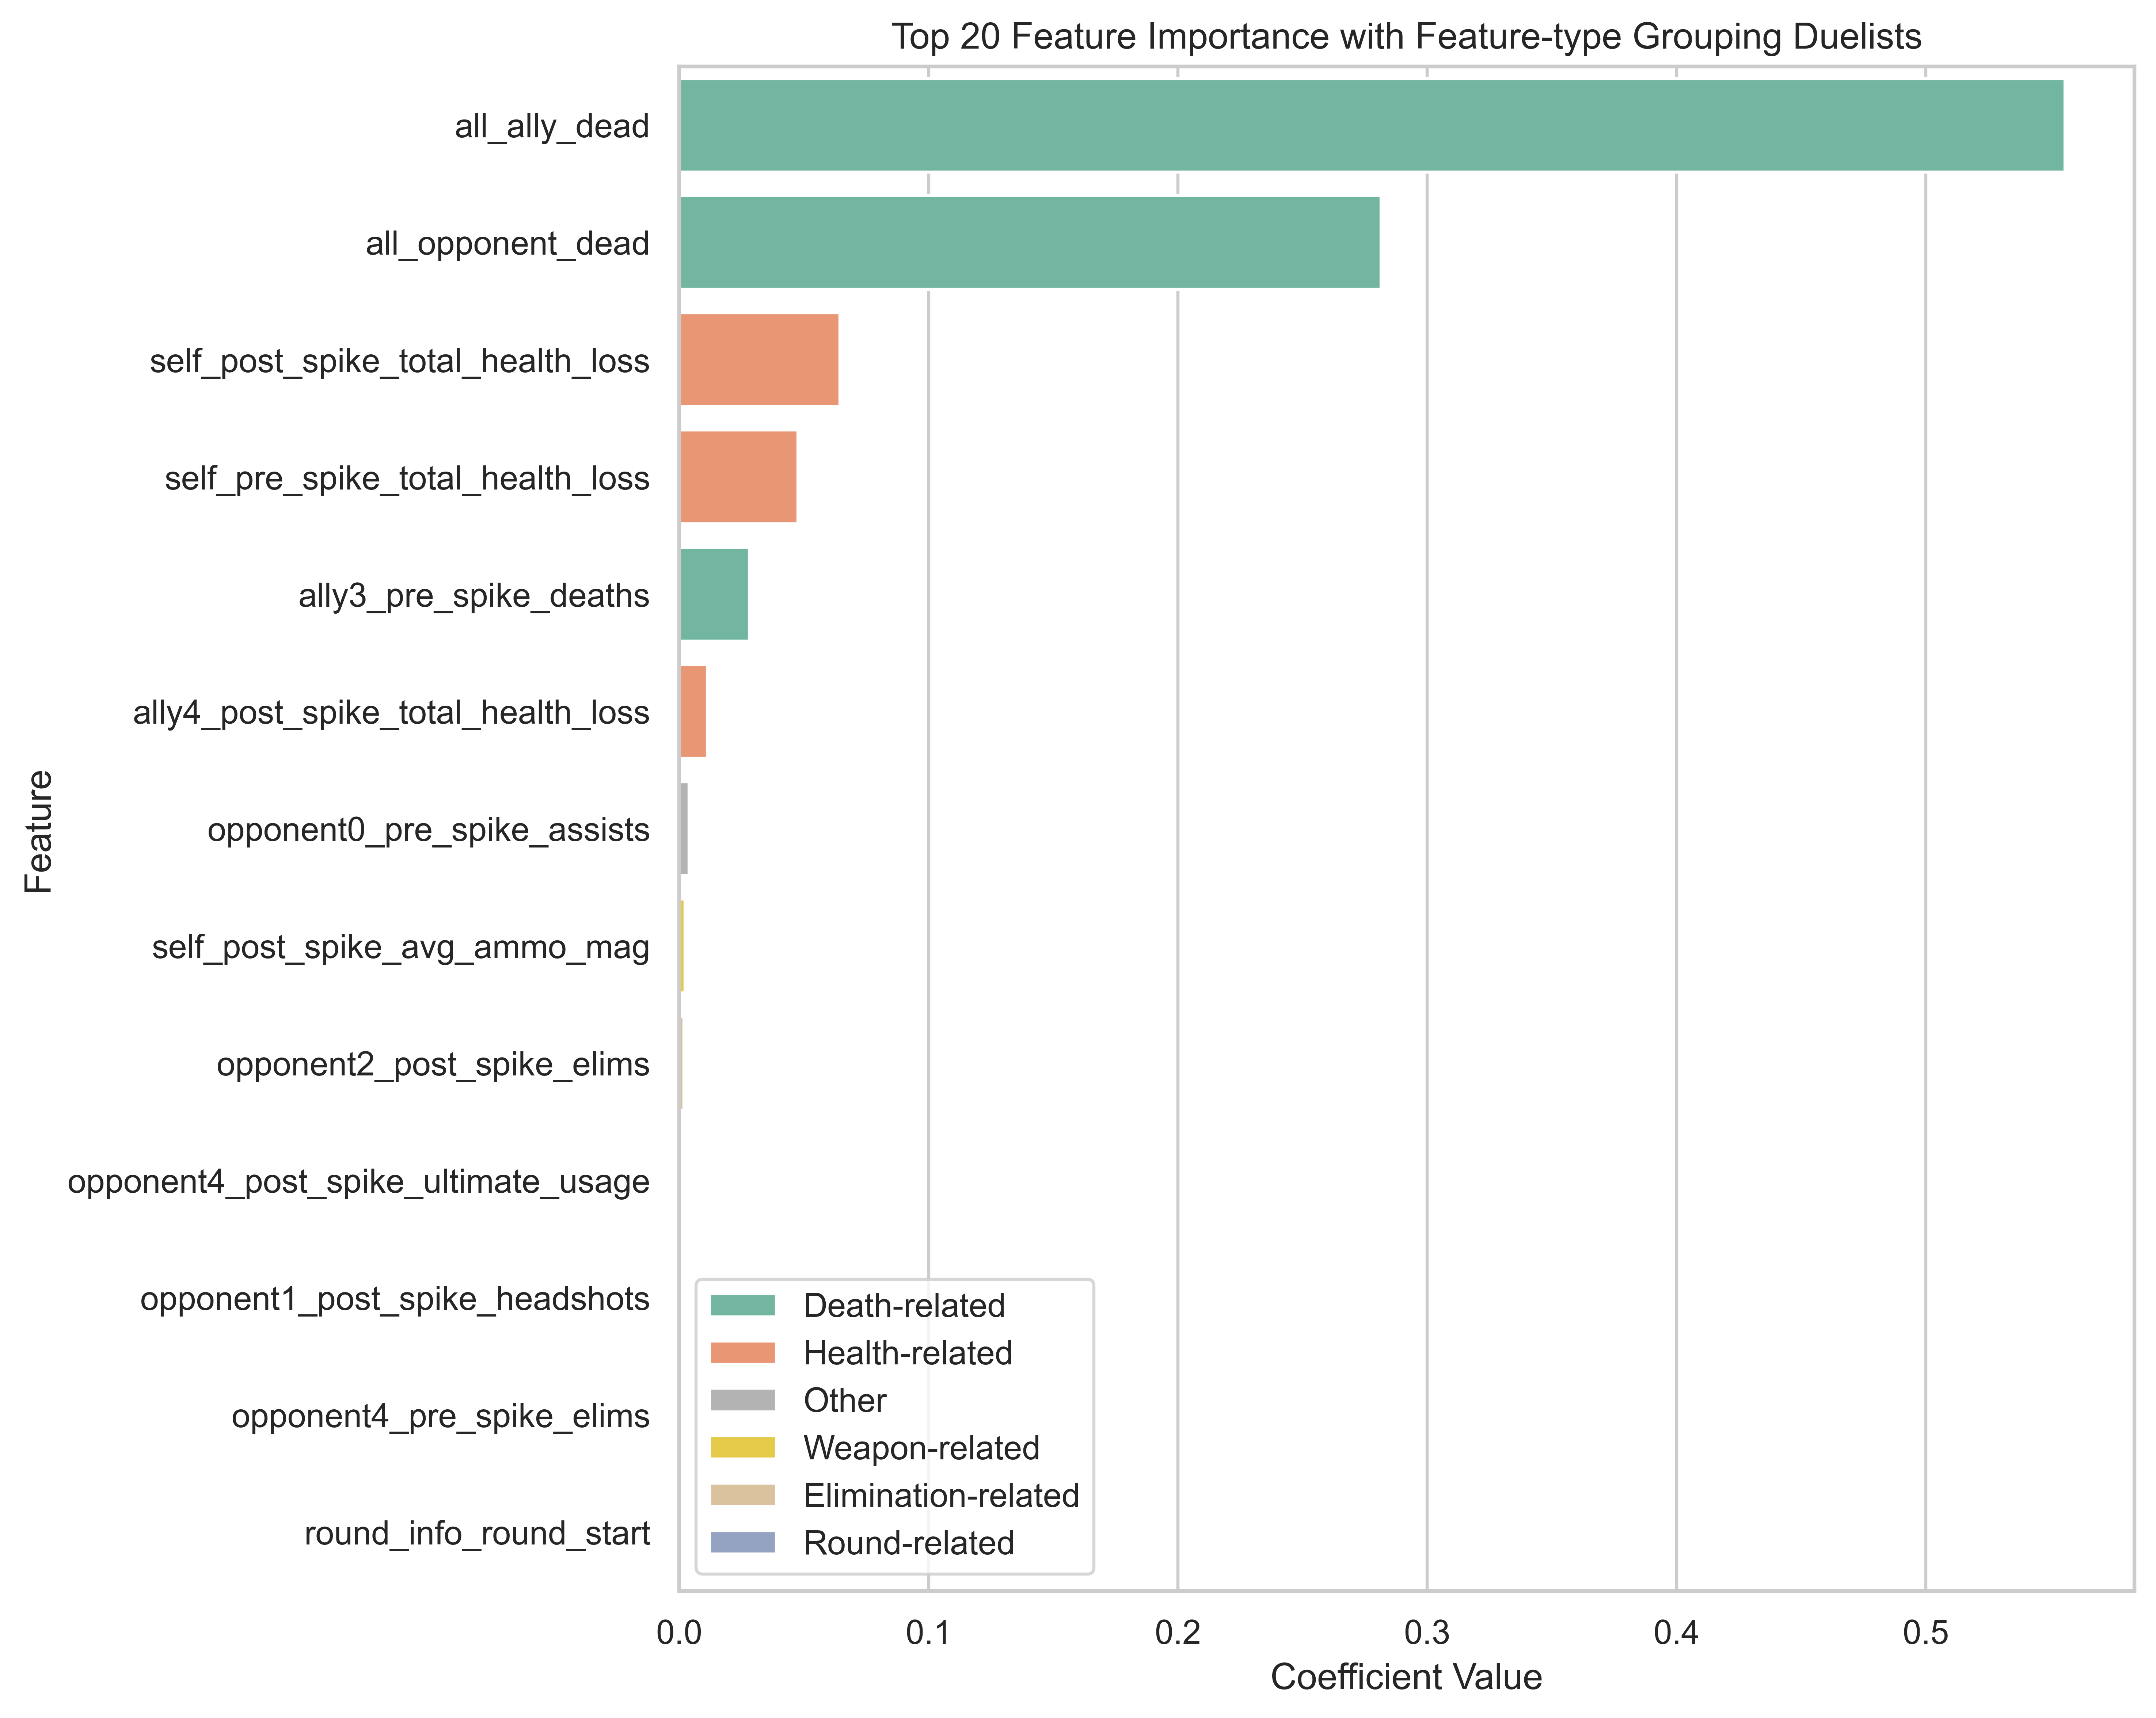 Top 20 Feature Importance with Feature-type Grouping Duelists
all_ally_dead
all_opponent_dead
self_post_spike_total_health_loss
self_pre_spike_total_health_loss
ally3_pre_spike_deaths
ally4_post_spike_total_health_loss
opponent0_pre_spike_assists
self_post_spike_avg_ammo_mag
opponent2_post_spike_elims
opponent4_post_spike_ultimate_usage
opponent1_post_spike_headshots
opponent4_pre_spike_elims
round_info_round_start
Feature
Death-related
Health-related
Other
Weapon-related
Elimination-related
Round-related
0.0 0.1 0.2 0.3 0.4 0.5
Coefficient Value